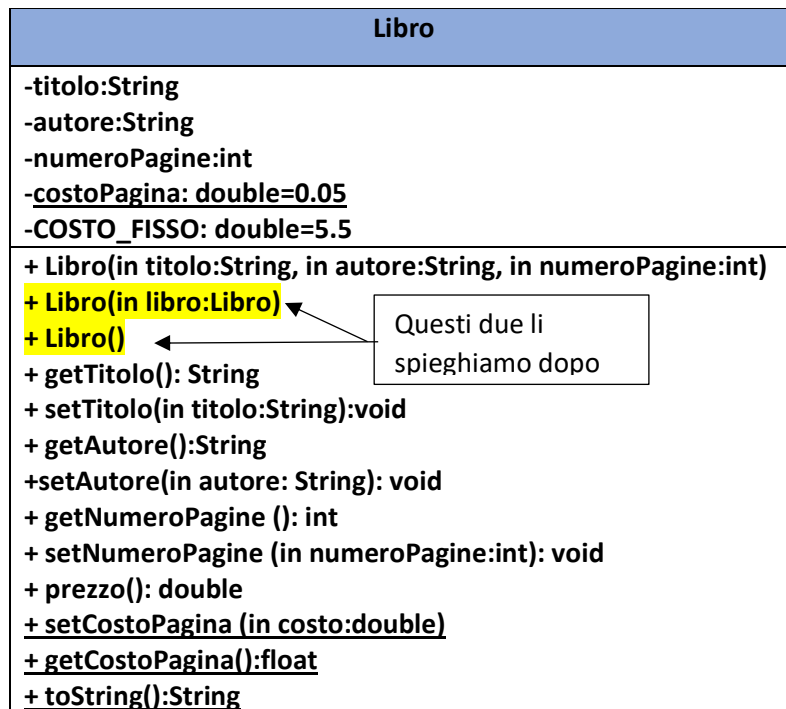 Libro
-titolo:String
-autore:String
-numeroPagine:int
-costoPagina: double=0.05
-COSTO_FISSO: double=5.5
+ Libro(in titolo:String, in autore:String, in numeroPagine:int)
+ Libro(in libro:Libro)
+ Libro()
Questi due li
spieghiamo dopo
+ getTitolo(): String
+ setTitolo(in titolo:String):void
+ getAutore():String
+setAutore(in autore: String): void
+ getNumeroPagine (): int
+ setNumeroPagine (in numeroPagine:int): void
+ prezzo(): double
+ setCostoPagina (in costo:double)
+ getCostoPagina():float
+ toString():String